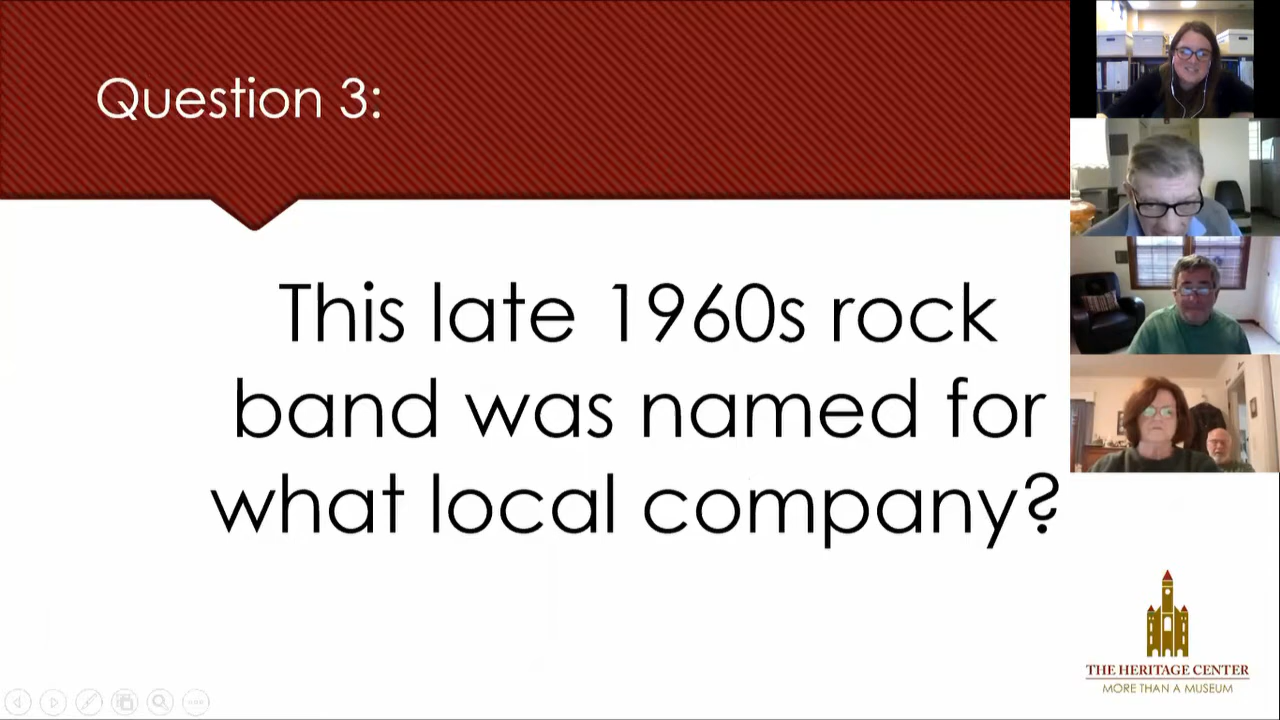 Question 3:
This late 1960s rock
band was named for
what local company?
THE HERITAGE CENTER
MORE THAN A MUSEUM